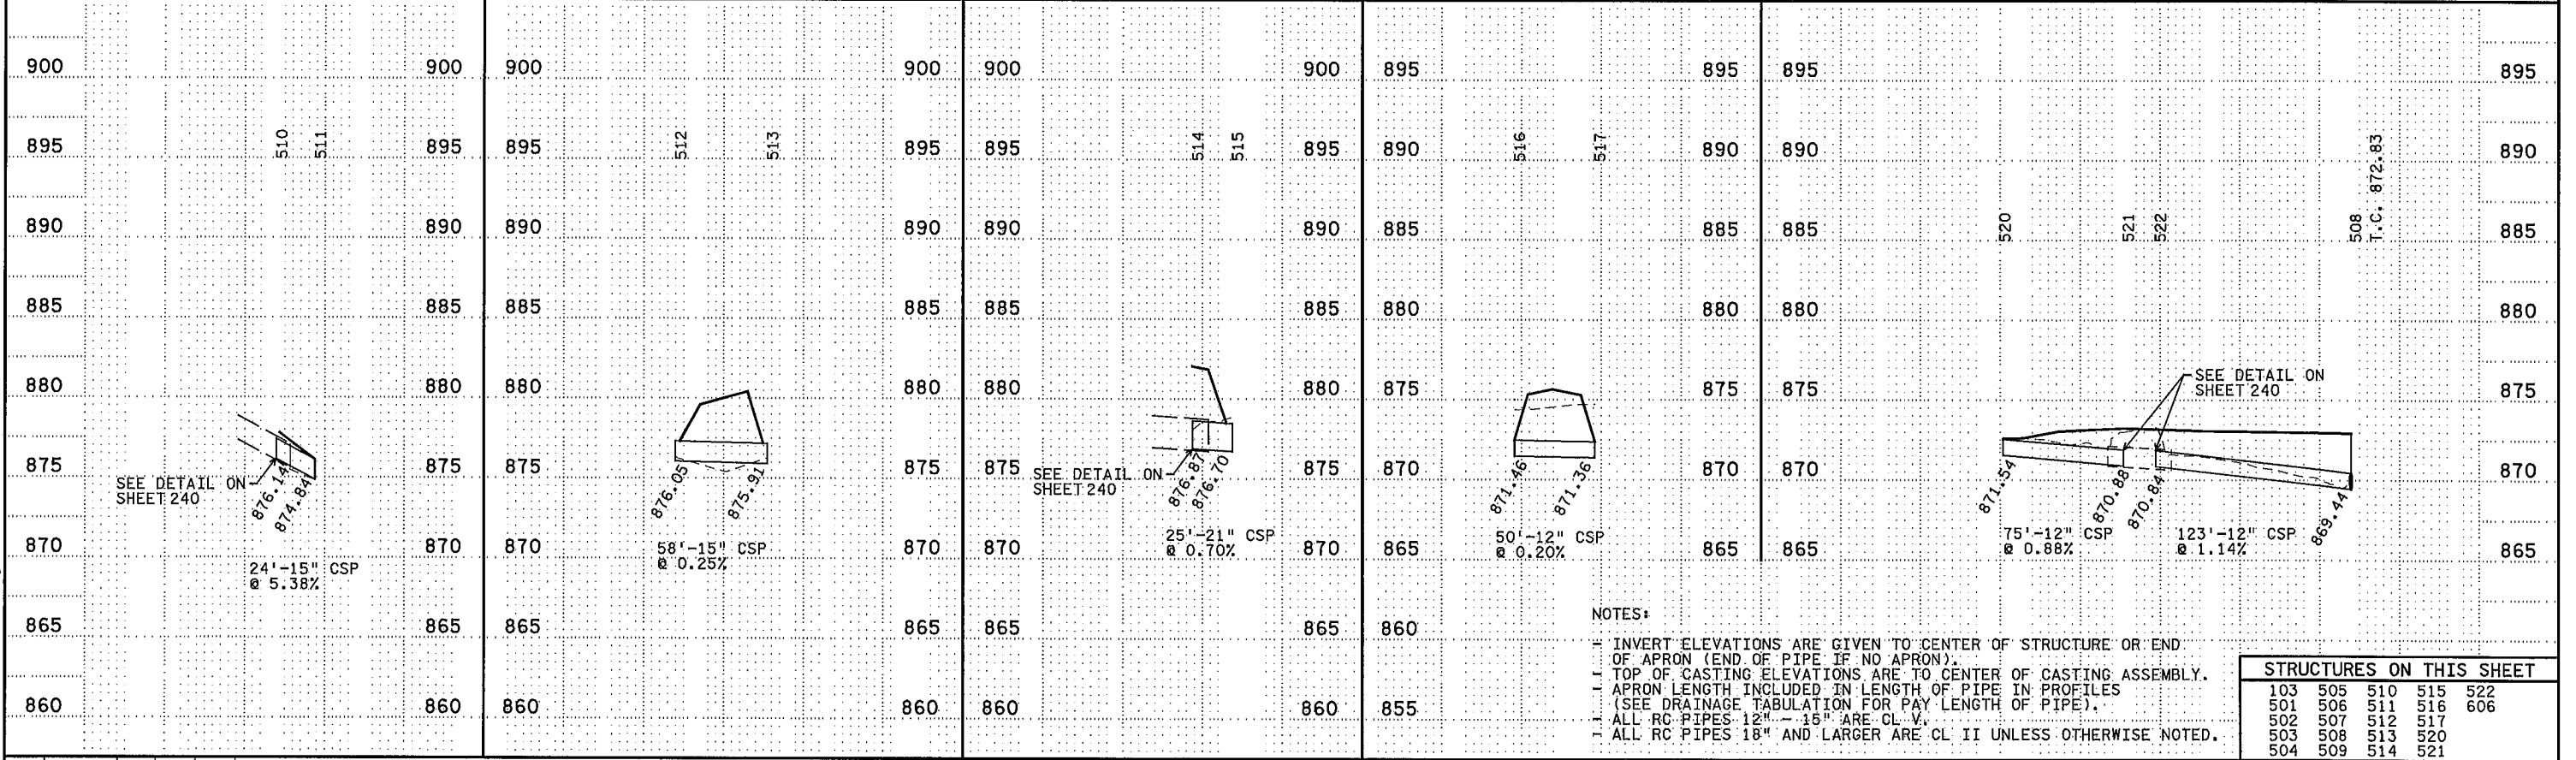 900 900 900 900 900 900 895 895 895 895
510 511 512 513 514 515 516 517
895 895 895 895 895 895 890 890 890 890
T.C. 872.83
890 890 890 890 890 890 885 885 885 885
520 521 522 508
885 885 885 885 885 885 880 880 880 880
880 880 880 880 880 880 875 875 875 875
SEE DETAIL ON
SHEET 240
875 875 875 875 875 875 870 870 870 870
SEE DETAIL ON
SHEET 240
876.14
874.84
24'-15" CSP
@ 5.38%
876.05
875.91
58'-15" CSP
@ 0.25%
SEE DETAIL ON
SHEET 240
876.87
876.70
25'-21" CSP
@ 0.70%
871.46
871.36
50'-12" CSP
@ 0.20%
871.54
870.88
870.84
869.44
75'-12" CSP
@ 0.88%
123'-12" CSP
@ 1.14%
870 870 870 870 870 870 865 865 865 865
865 865 865 865 865 865 860
860 860 860 860 860 860 855
NOTES:
- INVERT ELEVATIONS ARE GIVEN TO CENTER OF STRUCTURE OR END
OF APRON (END OF PIPE IF NO APRON).
- TOP OF CASTING ELEVATIONS ARE TO CENTER OF CASTING ASSEMBLY.
- APRON LENGTH INCLUDED IN LENGTH OF PIPE IN PROFILES
(SEE DRAINAGE TABULATION FOR PAY LENGTH OF PIPE).
- ALL RC PIPES 12" - 15" ARE CL V.
- ALL RC PIPES 18" AND LARGER ARE CL II UNLESS OTHERWISE NOTED.
STRUCTURES ON THIS SHEET
103 505 510 515 522
501 506 511 516 606
502 507 512 517
503 508 513 520
504 509 514 521